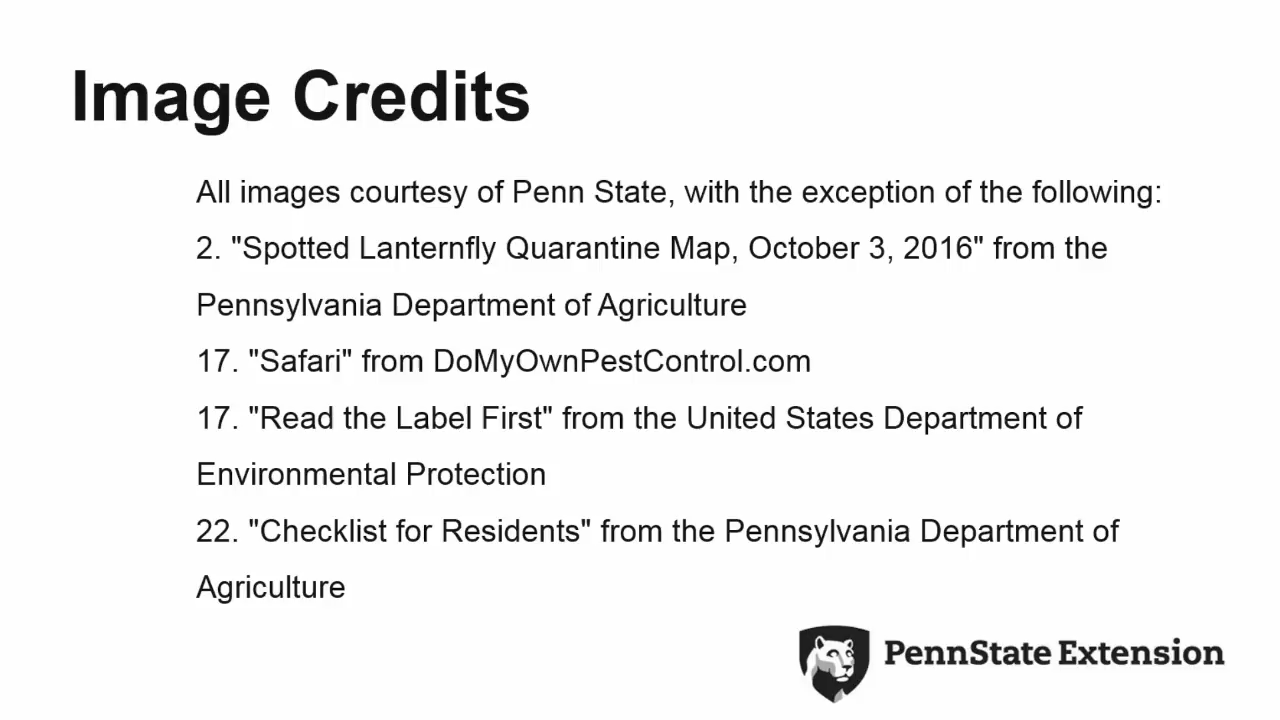 Image Credits
All images courtesy of Penn State, with the exception of the following:
2. "Spotted Lanternfly Quarantine Map, October 3, 2016" from the
Pennsylvania Department of Agriculture
17. "Safari" from DoMyOwnPestControl.com
17. "Read the Label First" from the United States Department of
Environmental Protection
22. "Checklist for Residents" from the Pennsylvania Department of
Agriculture
PennState Extension